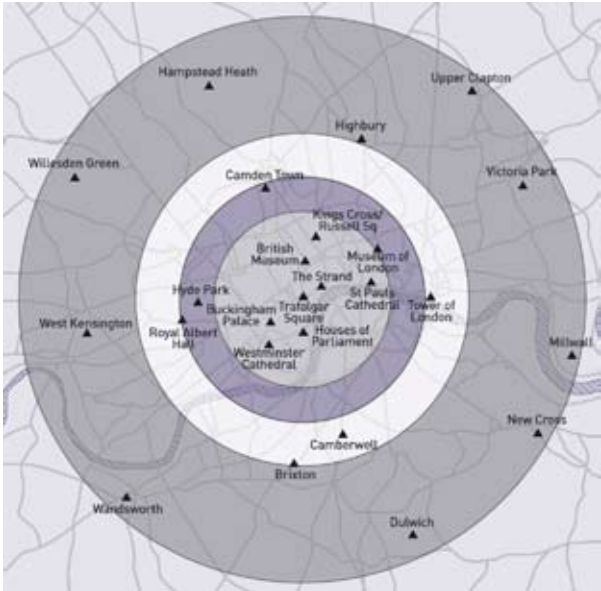 Hampstead Heath
Upper Clapton
Highbury
Willesden Green
Camden Town
Victoria Park
Kings Cross/
Russell Sq
British
Museum
Museum of
London
The Strand
Hyde Park
St Pauls
Cathedral
Tower of
London
Buckingham
Palace
Trafalgar
Square
West Kensington
Royal Albert
Hall
Houses of
Parliament
Westminster
Cathedral
Millwall
New Cross
Camberwell
Brixton
Wandsworth
Dulwich